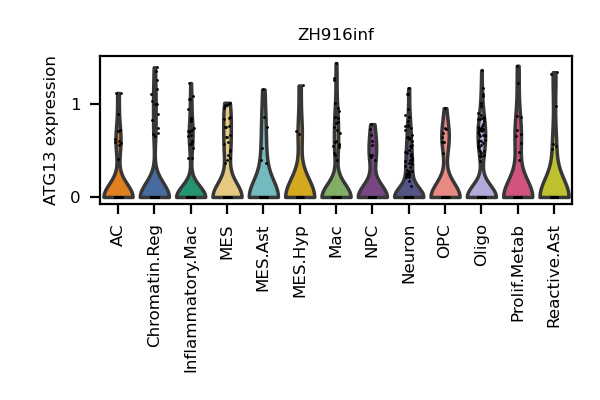 ZH916inf
ATG13 expression
1
0
AC
Chromatin.Reg
Inflammatory.Mac
MES
MES.Ast
MES.Hyp
Mac
NPC
Neuron
OPC
Oligo
Prolif.Metab
Reactive.Ast